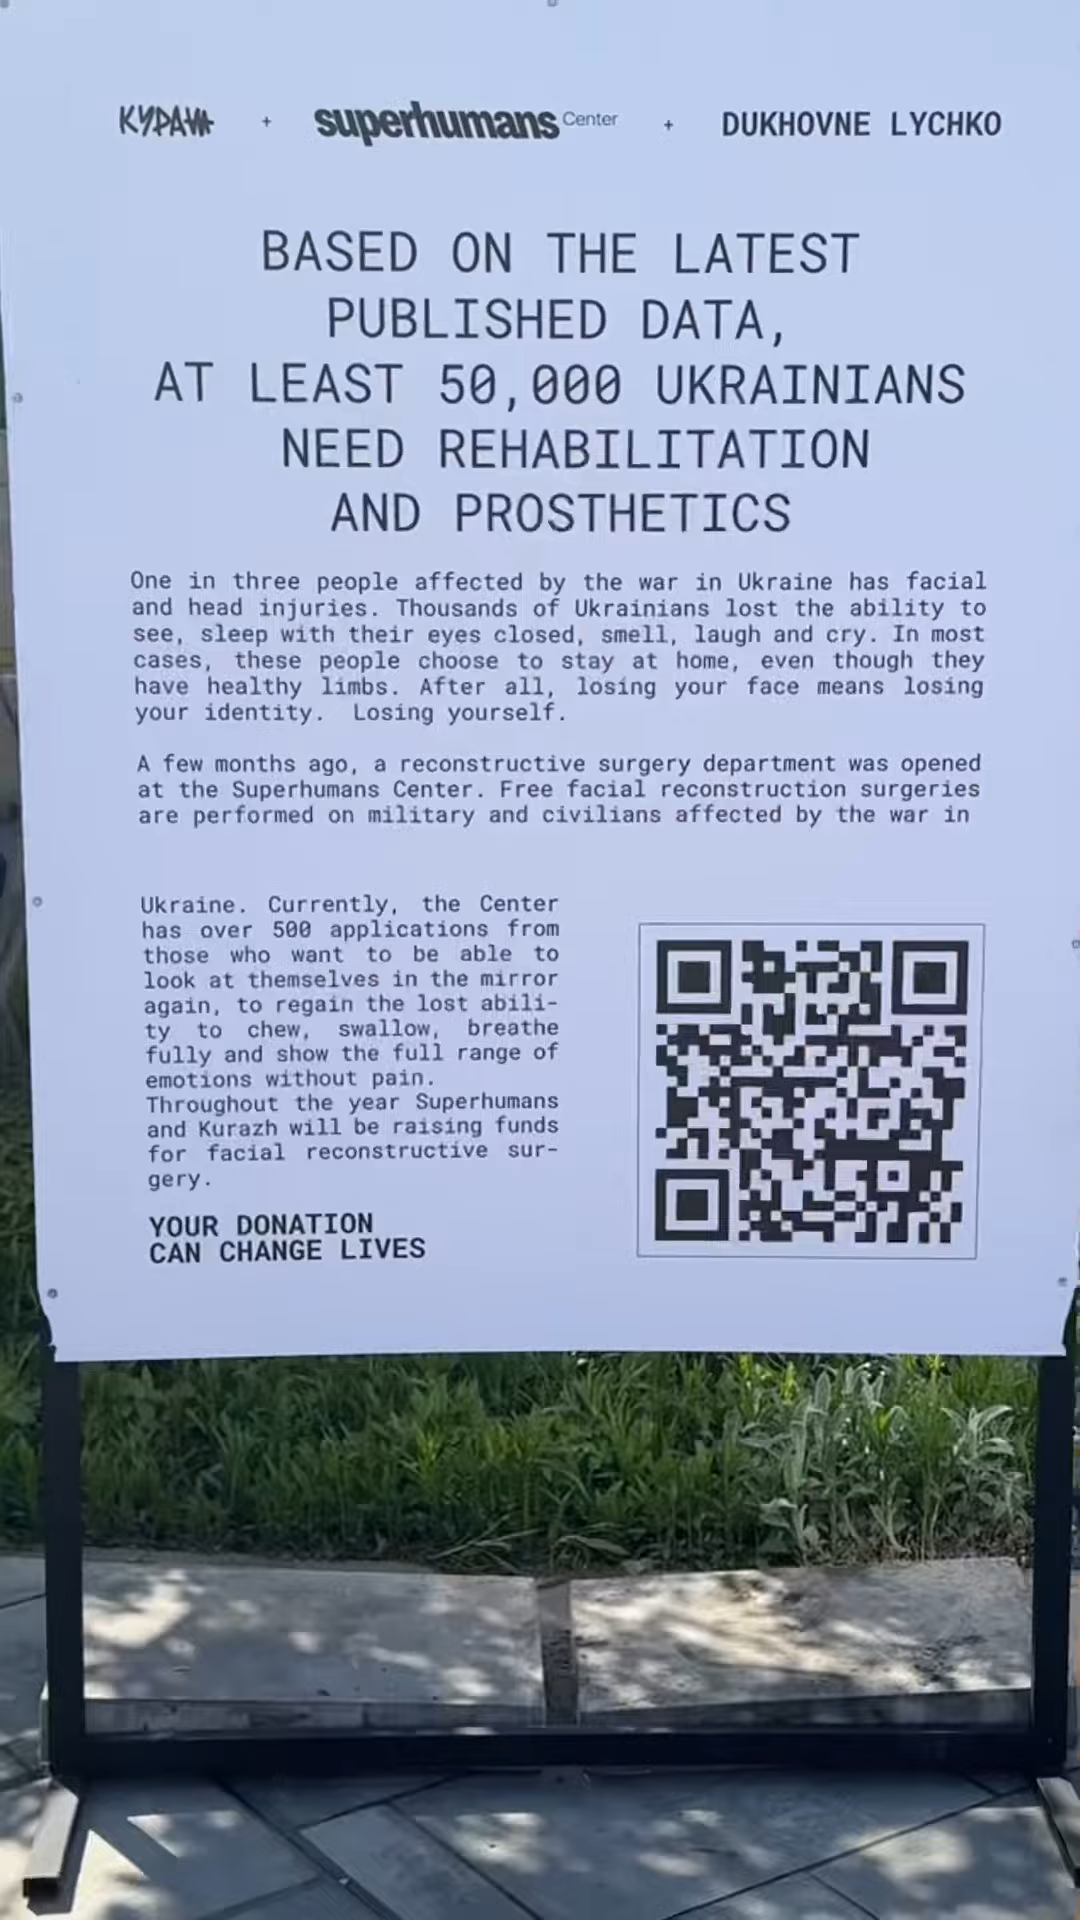 КУРАЖ + superhumans Center + DUKHOVNE LYCHKO
BASED ON THE LATEST
PUBLISHED DATA,
AT LEAST 50,000 UKRAINIANS
NEED REHABILITATION
AND PROSTHETICS
One in three people affected by the war in Ukraine has facial
and head injuries. Thousands of Ukrainians lost the ability to
see, sleep with their eyes closed, smell, laugh and cry. In most
cases, these people choose to stay at home, even though they
have healthy limbs. After all, losing your face means losing
your identity. Losing yourself.
A few months ago, a reconstructive surgery department was opened
at the Superhumans Center. Free facial reconstruction surgeries
are performed on military and civilians affected by the war in
Ukraine. Currently, the Center
has over 500 applications from
those who want to be able to
look at themselves in the mirror
again, to regain the lost abili-
ty to chew, swallow, breathe
fully and show the full range of
emotions without pain.
Throughout the year Superhumans
and Kurazh will be raising funds
for facial reconstructive sur-
gery.
YOUR DONATION
CAN CHANGE LIVES